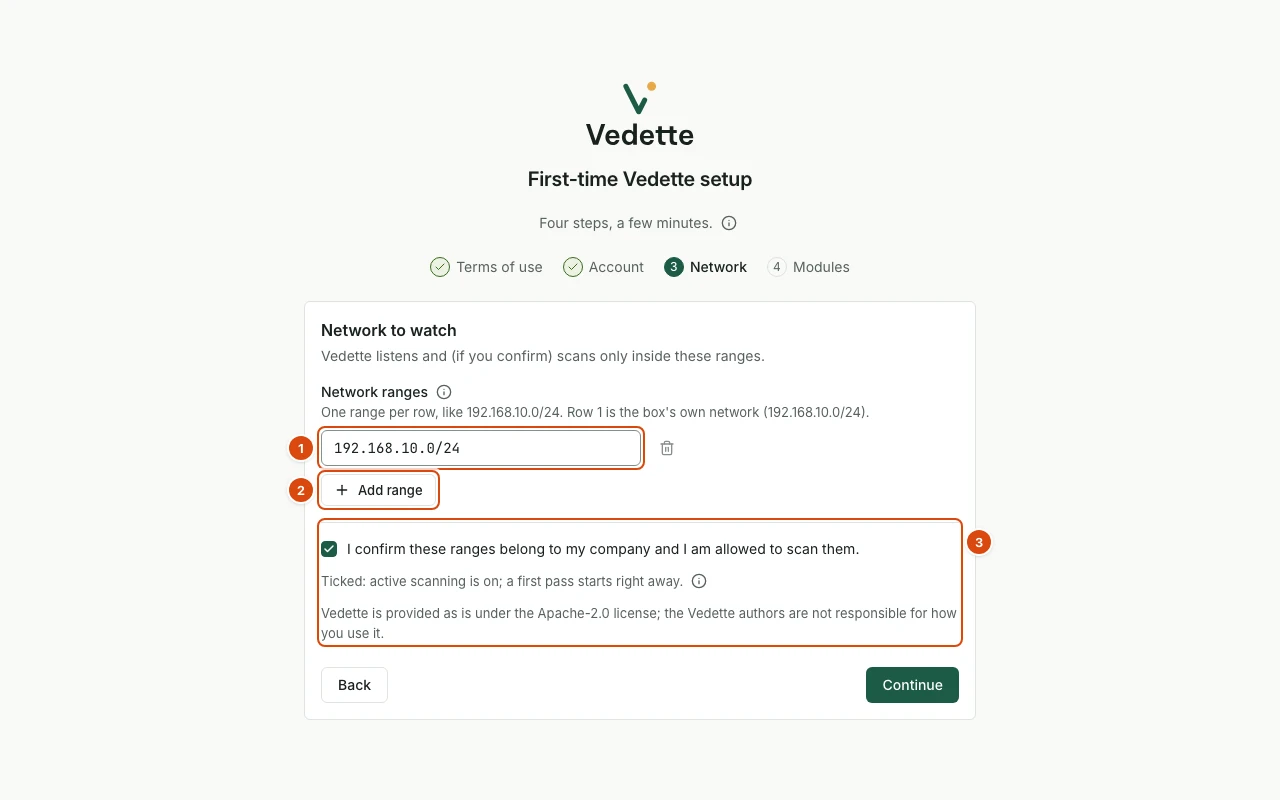 Vedette
First-time Vedette setup
Four steps, a few minutes.
Terms of use Account 3 Network 4 Modules
Network to watch
Vedette listens and (if you confirm) scans only inside these ranges.
Network ranges
One range per row, like 192.168.10.0/24. Row 1 is the box's own network (192.168.10.0/24).
1 192.168.10.0/24
2 + Add range
I confirm these ranges belong to my company and I am allowed to scan them. 3
Ticked: active scanning is on; a first pass starts right away.
Vedette is provided as is under the Apache-2.0 license; the Vedette authors are not responsible for how
you use it.
Back Continue